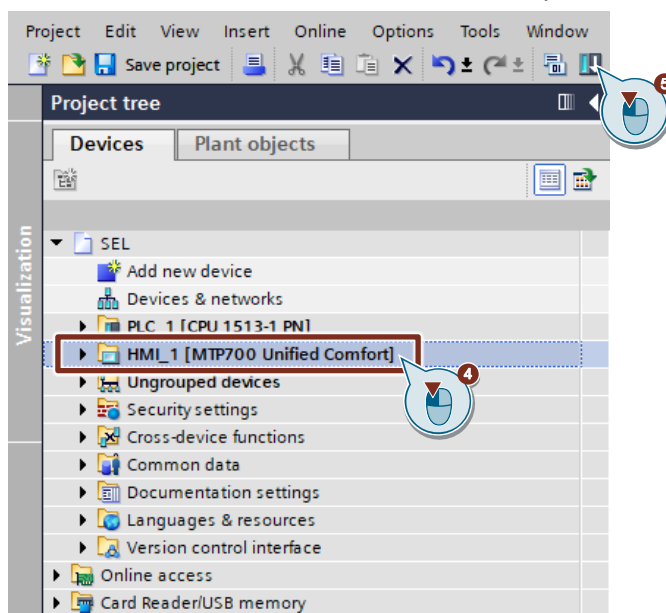 Project Edit View Insert Online Options Tools Window
Save project
5
Project tree
Devices Plant objects
Visualization
SEL
Add new device
Devices & networks
PLC_1 [CPU 1513-1 PN]
HMI_1 [MTP700 Unified Comfort]
4
Ungrouped devices
Security settings
Cross-device functions
Common data
Documentation settings
Languages & resources
Version control interface
Online access
Card Reader/USB memory